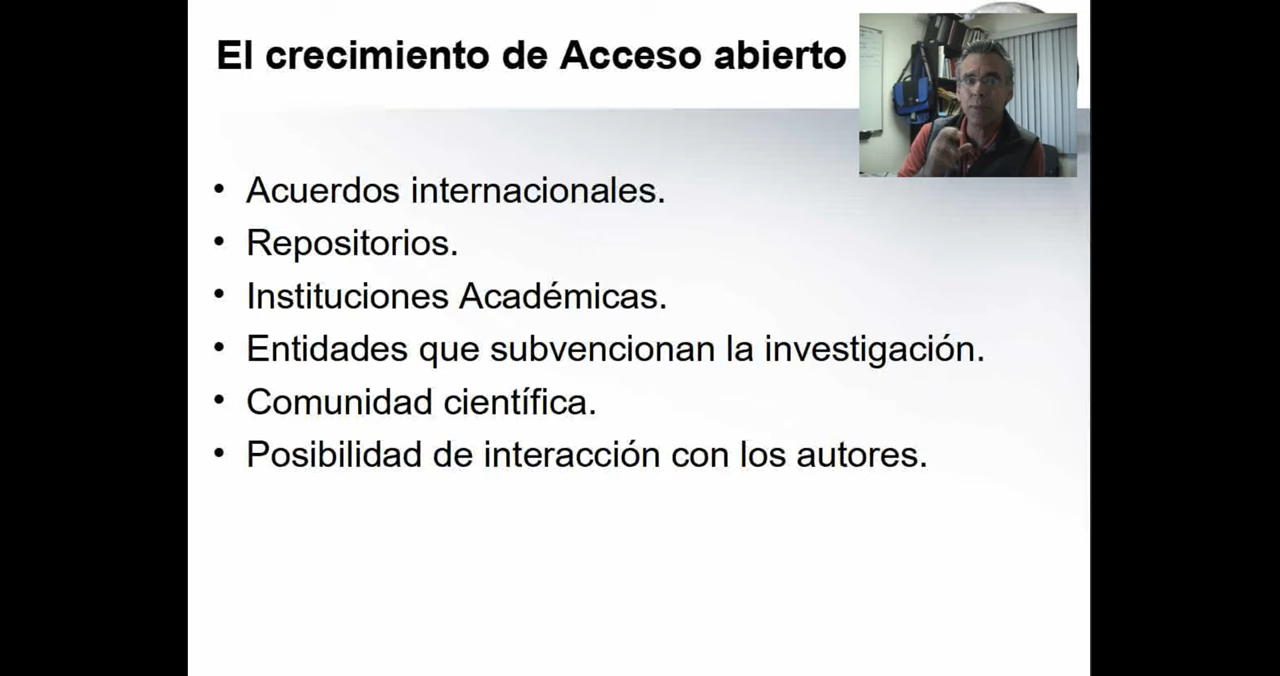 El crecimiento de Acceso abierto
• Acuerdos internacionales.
• Repositorios.
• Instituciones Académicas.
• Entidades que subvencionan la investigación.
• Comunidad científica.
• Posibilidad de interacción con los autores.